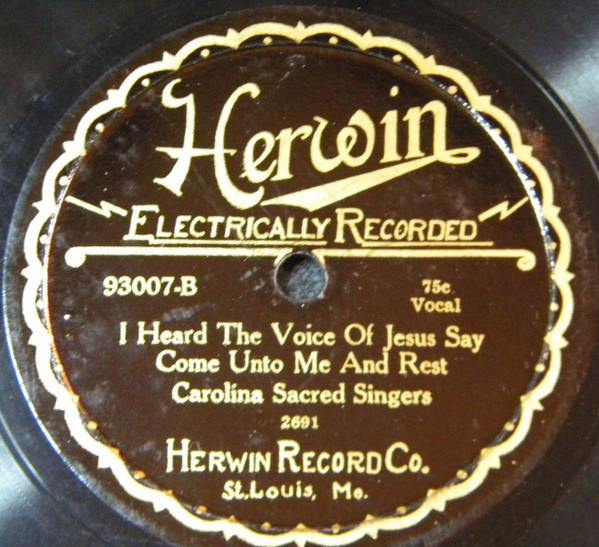 Herwin
ELECTRICALLY RECORDED
93007-B
75c
Vocal
I Heard The Voice Of Jesus Say
Come Unto Me And Rest
Carolina Sacred Singers
2691
HERWIN RECORD CO.
St. Louis, Mo.